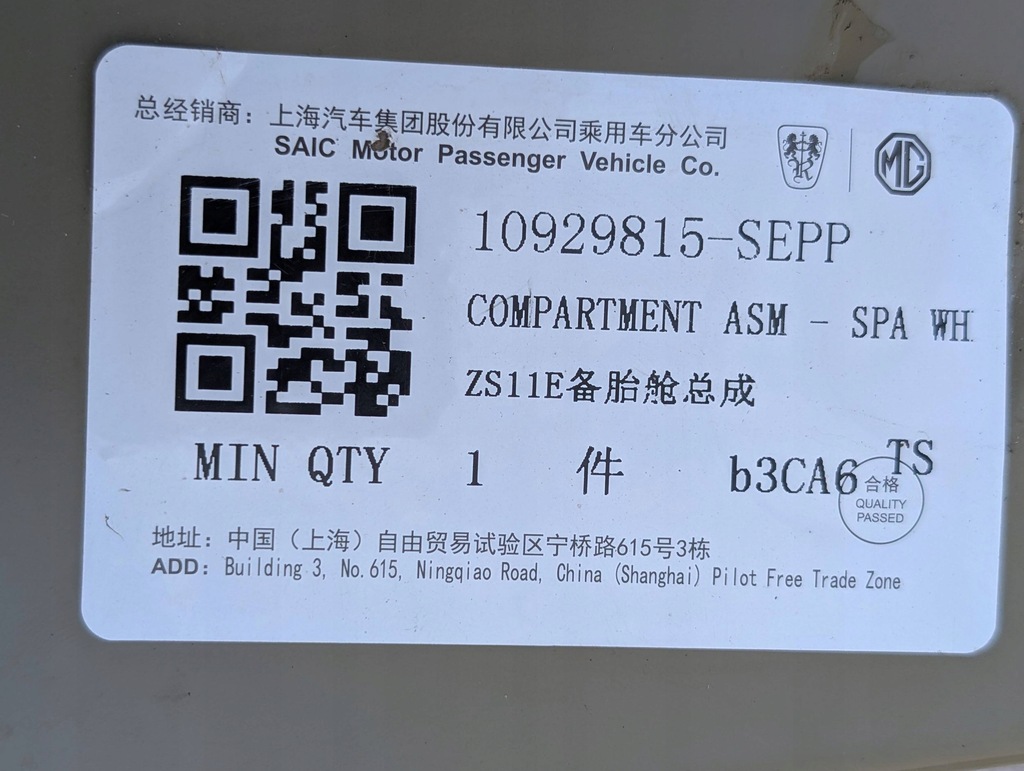 总经销商：上海汽车集团股份有限公司乘用车分公司
SAIC Motor Passenger Vehicle Co.
MG
10929815-SEPP
COMPARTMENT ASM - SPA WH
ZS11E备胎舱总成
MIN QTY 1 件 b3CA6 TS
合格
QUALITY
PASSED
地址：中国（上海）自由贸易试验区宁桥路615号3栋
ADD: Building 3, No.615, Ningqiao Road, China (Shanghai) Pilot Free Trade Zone